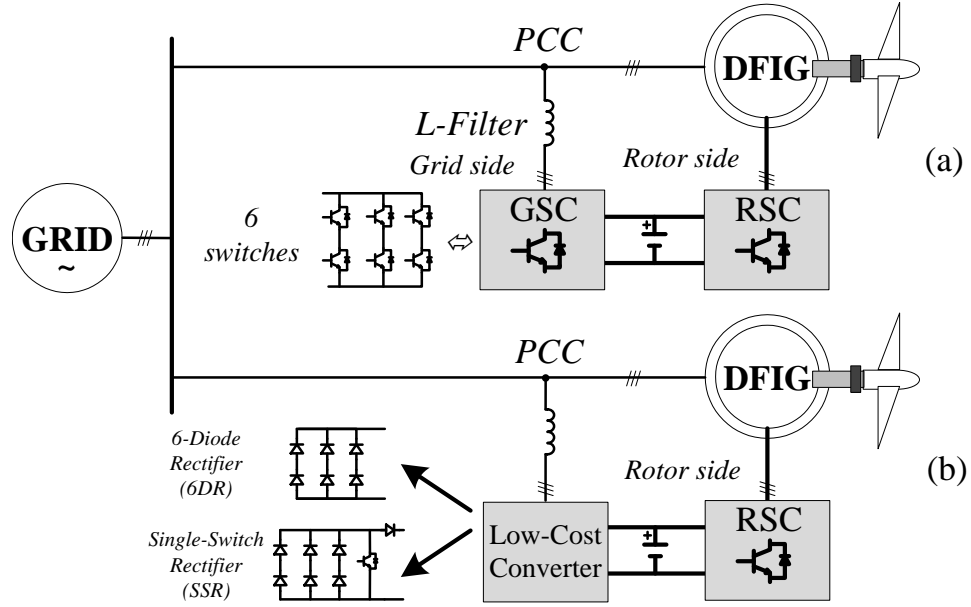 PCC
DFIG
L-Filter
Grid side
Rotor side
(a)
6
switches
GSC
+
RSC
GRID
~
PCC
DFIG
6-Diode
Rectifier
(6DR)
Rotor side
(b)
Single-Switch
Rectifier
(SSR)
Low-Cost
Converter
+
RSC